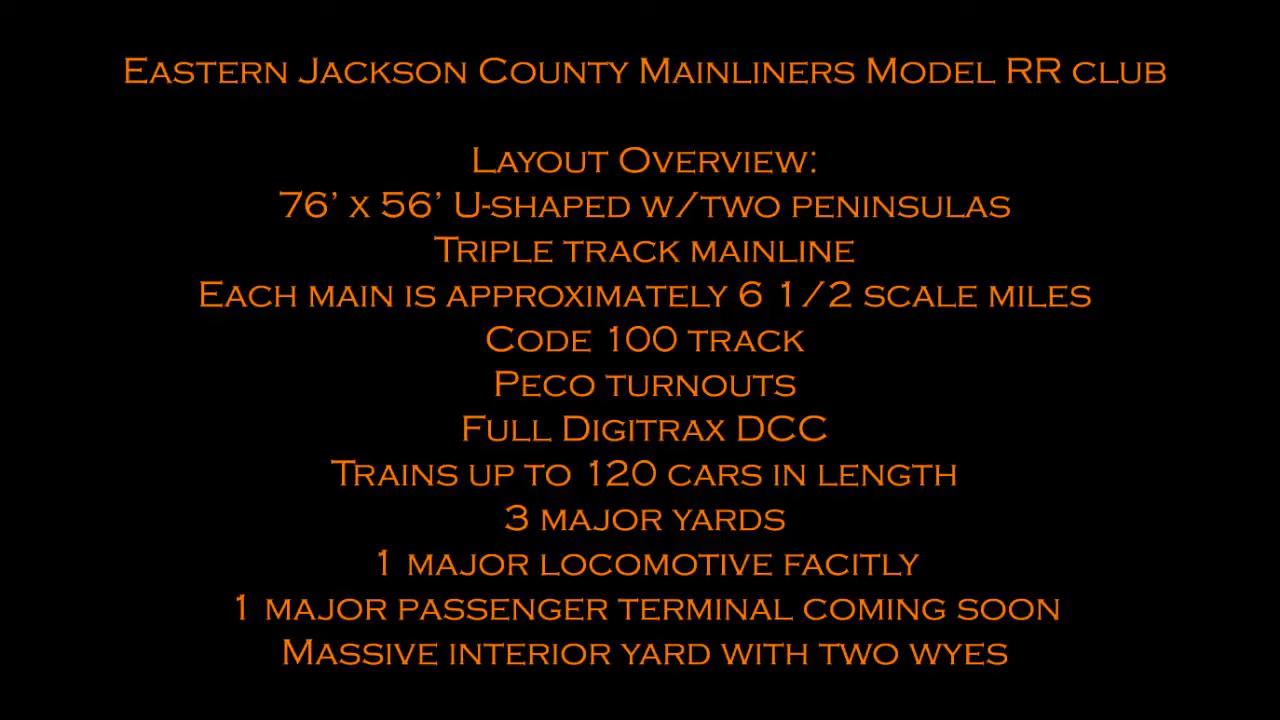 Eastern Jackson County Mainliners Model RR club
Layout Overview:
76’ x 56’ U-shaped w/two peninsulas
Triple track mainline
Each main is approximately 6 1/2 scale miles
Code 100 track
Peco turnouts
Full Digitrax DCC
Trains up to 120 cars in length
3 major yards
1 major locomotive facitly
1 major passenger terminal coming soon
Massive interior yard with two wyes